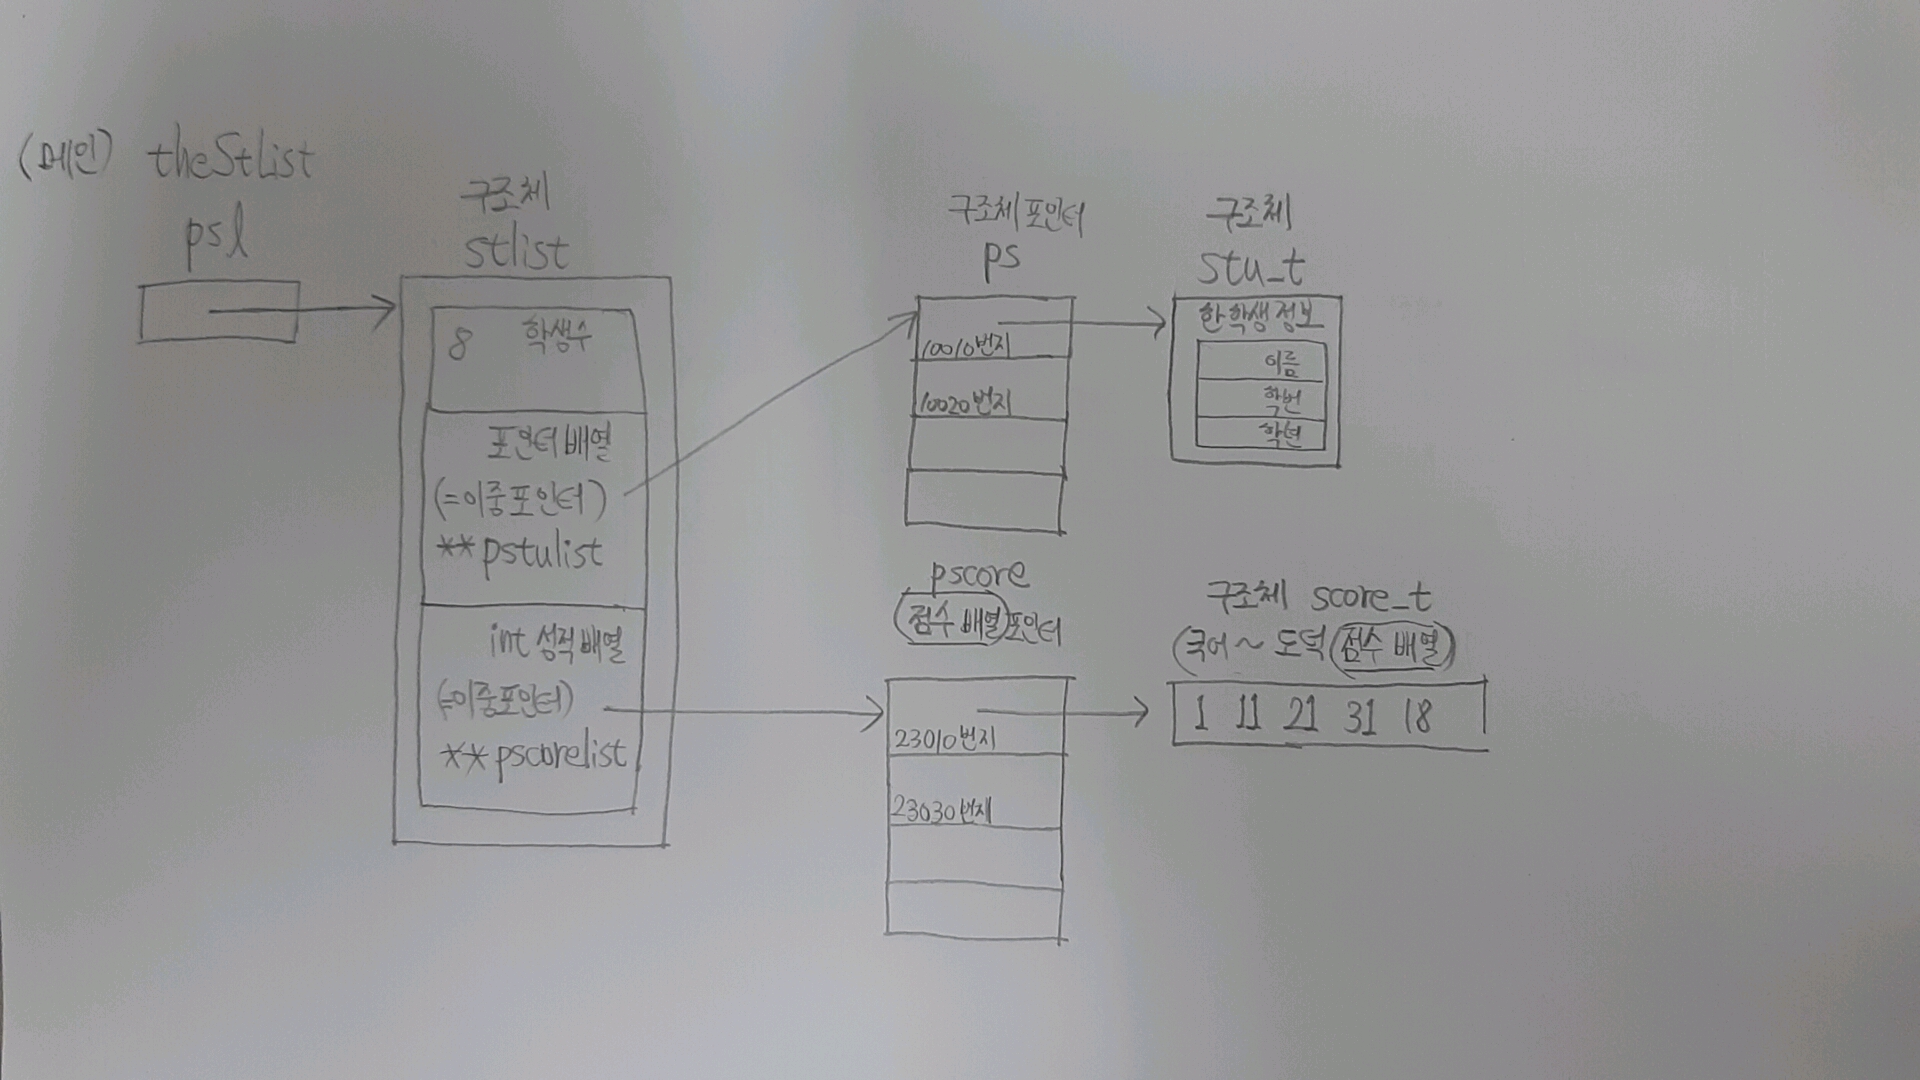 (메인) theStlist
psl
구조체
stlist
8 학생수
포인터배열
(=이중포인터)
**pstulist
int 성적배열
(=이중포인터)
**pscorelist
구조체포인터
ps
10010번지
10020번지
구조체
stu_t
한학생정보
이름
학번
학년
pscore
(점수 배열)포인터
23010번지
23030번지
구조체 score_t
(국어~도덕 (점수 배열))
1 11 21 31 18